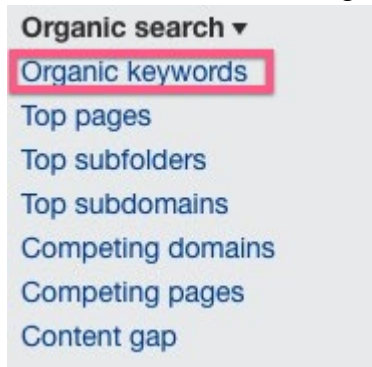 Organic search ▾
Organic keywords
Top pages
Top subfolders
Top subdomains
Competing domains
Competing pages
Content gap